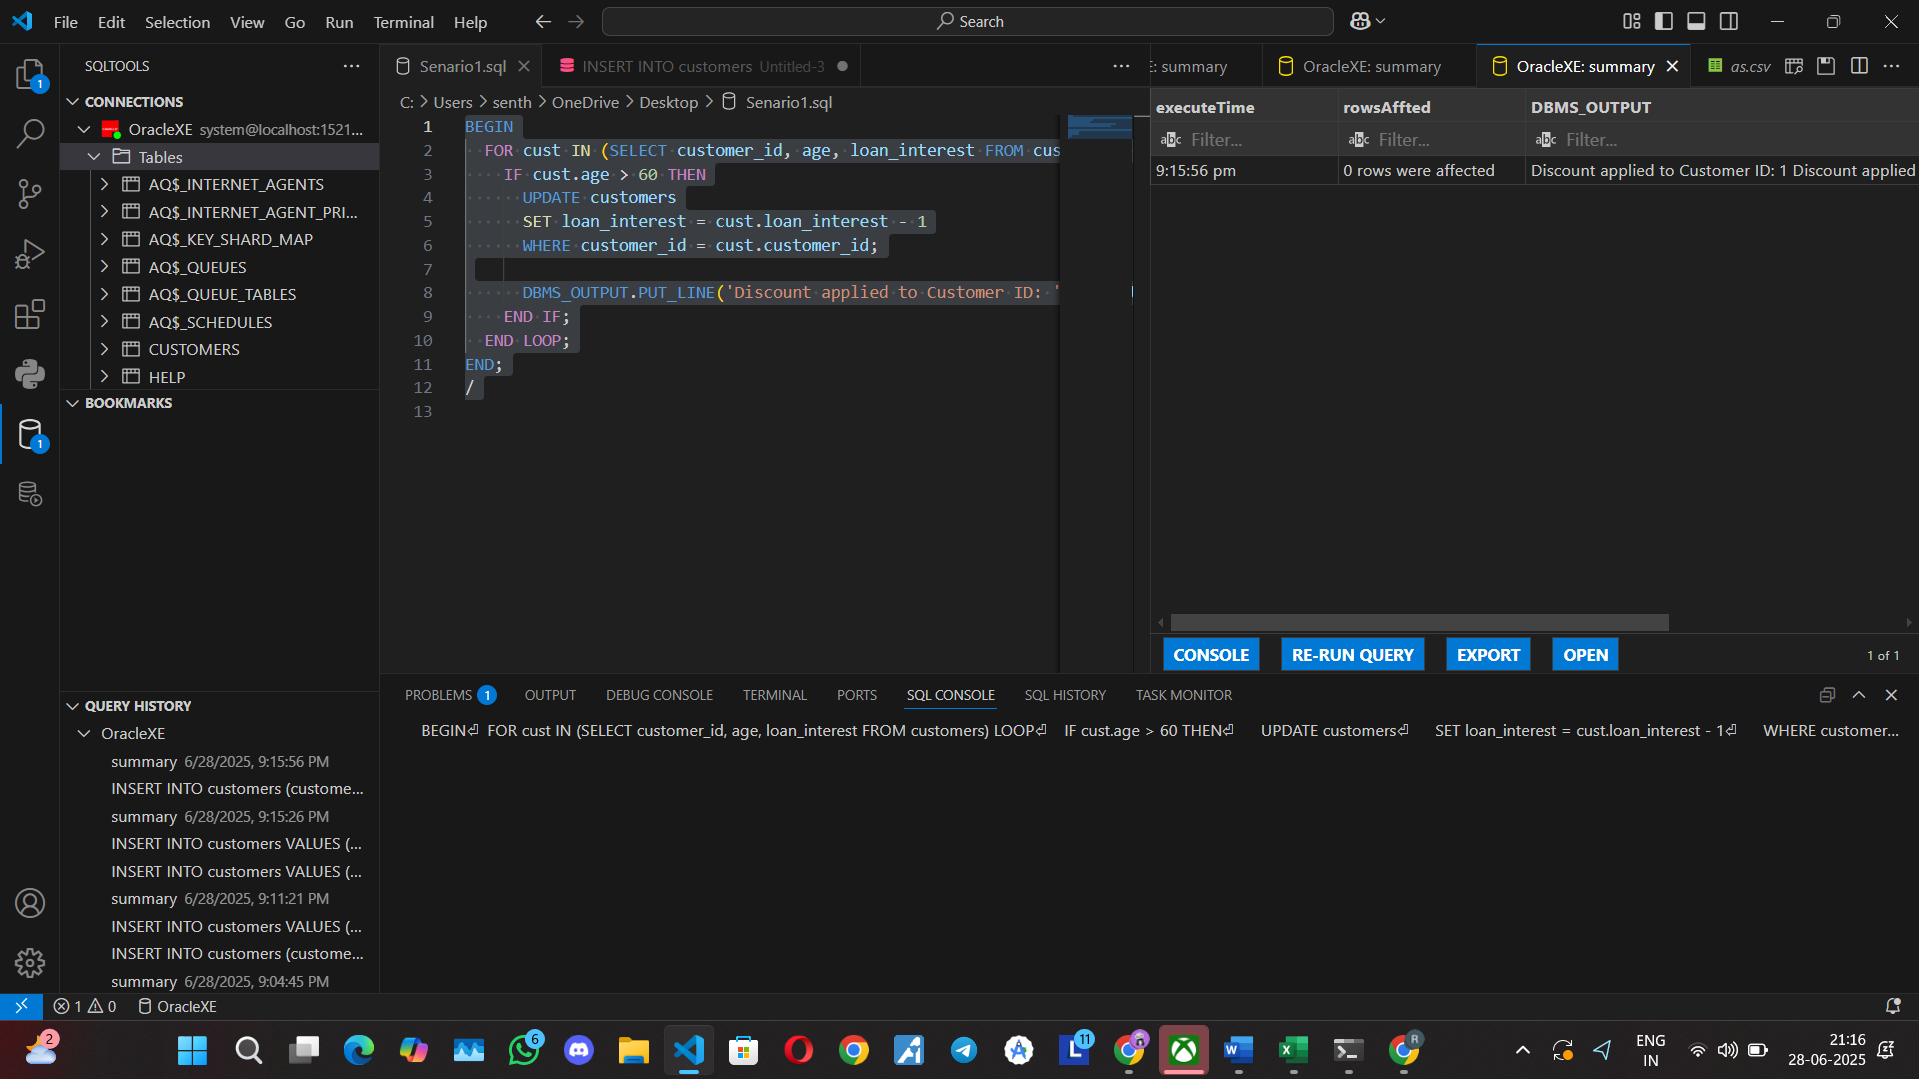 File Edit Selection View Go Run Terminal Help
Search
SQLTOOLS
CONNECTIONS
OracleXE system@localhost:1521...
Tables
AQ$_INTERNET_AGENTS
AQ$_INTERNET_AGENT_PRI...
AQ$_KEY_SHARD_MAP
AQ$_QUEUES
AQ$_QUEUE_TABLES
AQ$_SCHEDULES
CUSTOMERS
HELP
BOOKMARKS
QUERY HISTORY
OracleXE
summary 6/28/2025, 9:15:56 PM
INSERT INTO customers (custome...
summary 6/28/2025, 9:15:26 PM
INSERT INTO customers VALUES (...
INSERT INTO customers VALUES (...
summary 6/28/2025, 9:11:21 PM
INSERT INTO customers VALUES (...
INSERT INTO customers (custome...
summary 6/28/2025, 9:04:45 PM
1
1
Senario1.sql INSERT INTO customers Untitled-3
C: > Users > senth > OneDrive > Desktop > Senario1.sql
1 BEGIN
2 FOR cust IN (SELECT customer_id, age, loan_interest FROM cus
3 IF cust.age > 60 THEN
4 UPDATE customers
5 SET loan_interest = cust.loan_interest - 1
6 WHERE customer_id = cust.customer_id;
7
8 DBMS_OUTPUT.PUT_LINE('Discount applied to Customer ID: '
9 END IF;
10 END LOOP;
11 END;
12 /
13
E: summary OracleXE: summary OracleXE: summary as.csv
executeTime rowsAffted DBMS_OUTPUT
abc Filter... abc Filter... abc Filter...
9:15:56 pm 0 rows were affected Discount applied to Customer ID: 1 Discount applied
CONSOLE RE-RUN QUERY EXPORT OPEN 1 of 1
PROBLEMS 1 OUTPUT DEBUG CONSOLE TERMINAL PORTS SQL CONSOLE SQL HISTORY TASK MONITOR
BEGIN⏎ FOR cust IN (SELECT customer_id, age, loan_interest FROM customers) LOOP⏎ IF cust.age > 60 THEN⏎ UPDATE customers⏎ SET loan_interest = cust.loan_interest - 1⏎ WHERE customer...
1 0 OracleXE
2
6
11
R
ENG
IN
21:16
28-06-2025